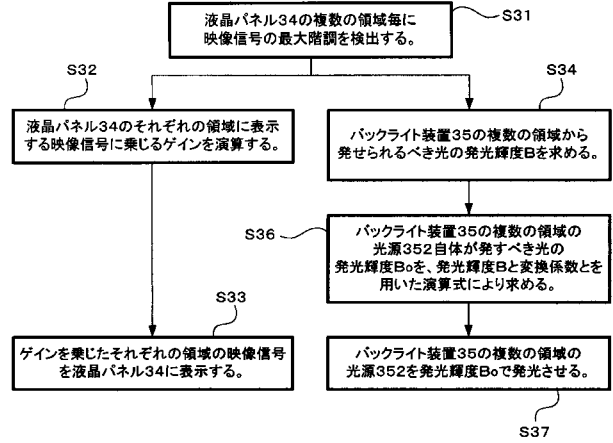 S31
液晶パネル34の複数の領域毎に
映像信号の最大階調を検出する。
S32
液晶パネル34のそれぞれの領域に表示
する映像信号に乗じるゲインを演算する。
S34
バックライト装置35の複数の領域から
発せられるべき光の発光輝度Bを求める。
S36
バックライト装置35の複数の領域の
光源352自体が発すべき光の
発光輝度Boを、発光輝度Bと変換係数とを
用いた演算式により求める。
S33
ゲインを乗じたそれぞれの領域の映像信号
を液晶パネル34に表示する。
バックライト装置35の複数の領域の
光源352を発光輝度Boで発光させる。
S37